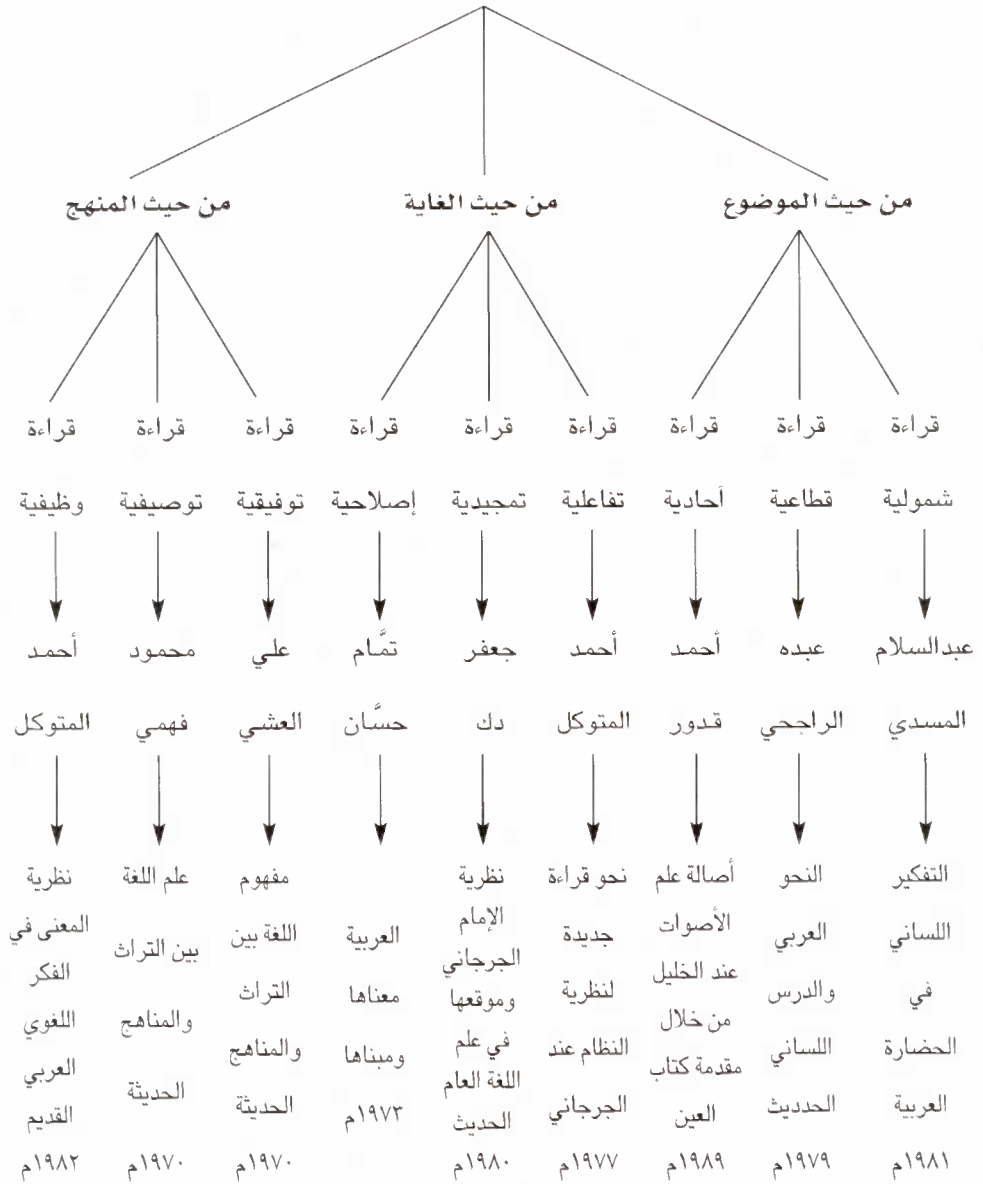 من حيث الموضوع
من حيث الغاية
من حيث المنهج
قراءة
شمولية
عبدالسلام
المسدي
التفكير
اللساني
في
الحضارة
العربية
١٩٨١م
قراءة
قطاعية
عبده
الراجحي
النحو
العربي
والدرس
اللساني
الحدديث
١٩٧٩م
قراءة
آحادية
أحمد
قدور
أصالة علم
الأصوات
عند الخليل
من خلال
مقدمة كتاب
العين
١٩٨٩م
قراءة
تفاعلية
أحمد
المتوكل
نحو قراءة
جديدة
لنظرية
النظام عند
الجرجاني
١٩٧٧م
قراءة
تمجيدية
جعفر
دك
نظرية
الإمام
الجرجاني
وموقعها
في علم
اللغة العام
الحديث
١٩٨٠م
قراءة
إصلاحية
تمَّام
حسَّان
العربية
معناها
ومبناها
١٩٧٣م
قراءة
توفيقية
علي
العشي
مفهوم
اللغة بين
التراث
والمناهج
الحديثة
١٩٧٠م
قراءة
توصيفية
محمود
فهمي
علم اللغة
بين التراث
والمناهج
الحديثة
١٩٧٠م
قراءة
وظيفية
أحمد
المتوكل
نظرية
المعنى في
الفكر
اللغوي
العربي
القديم
١٩٨٢م